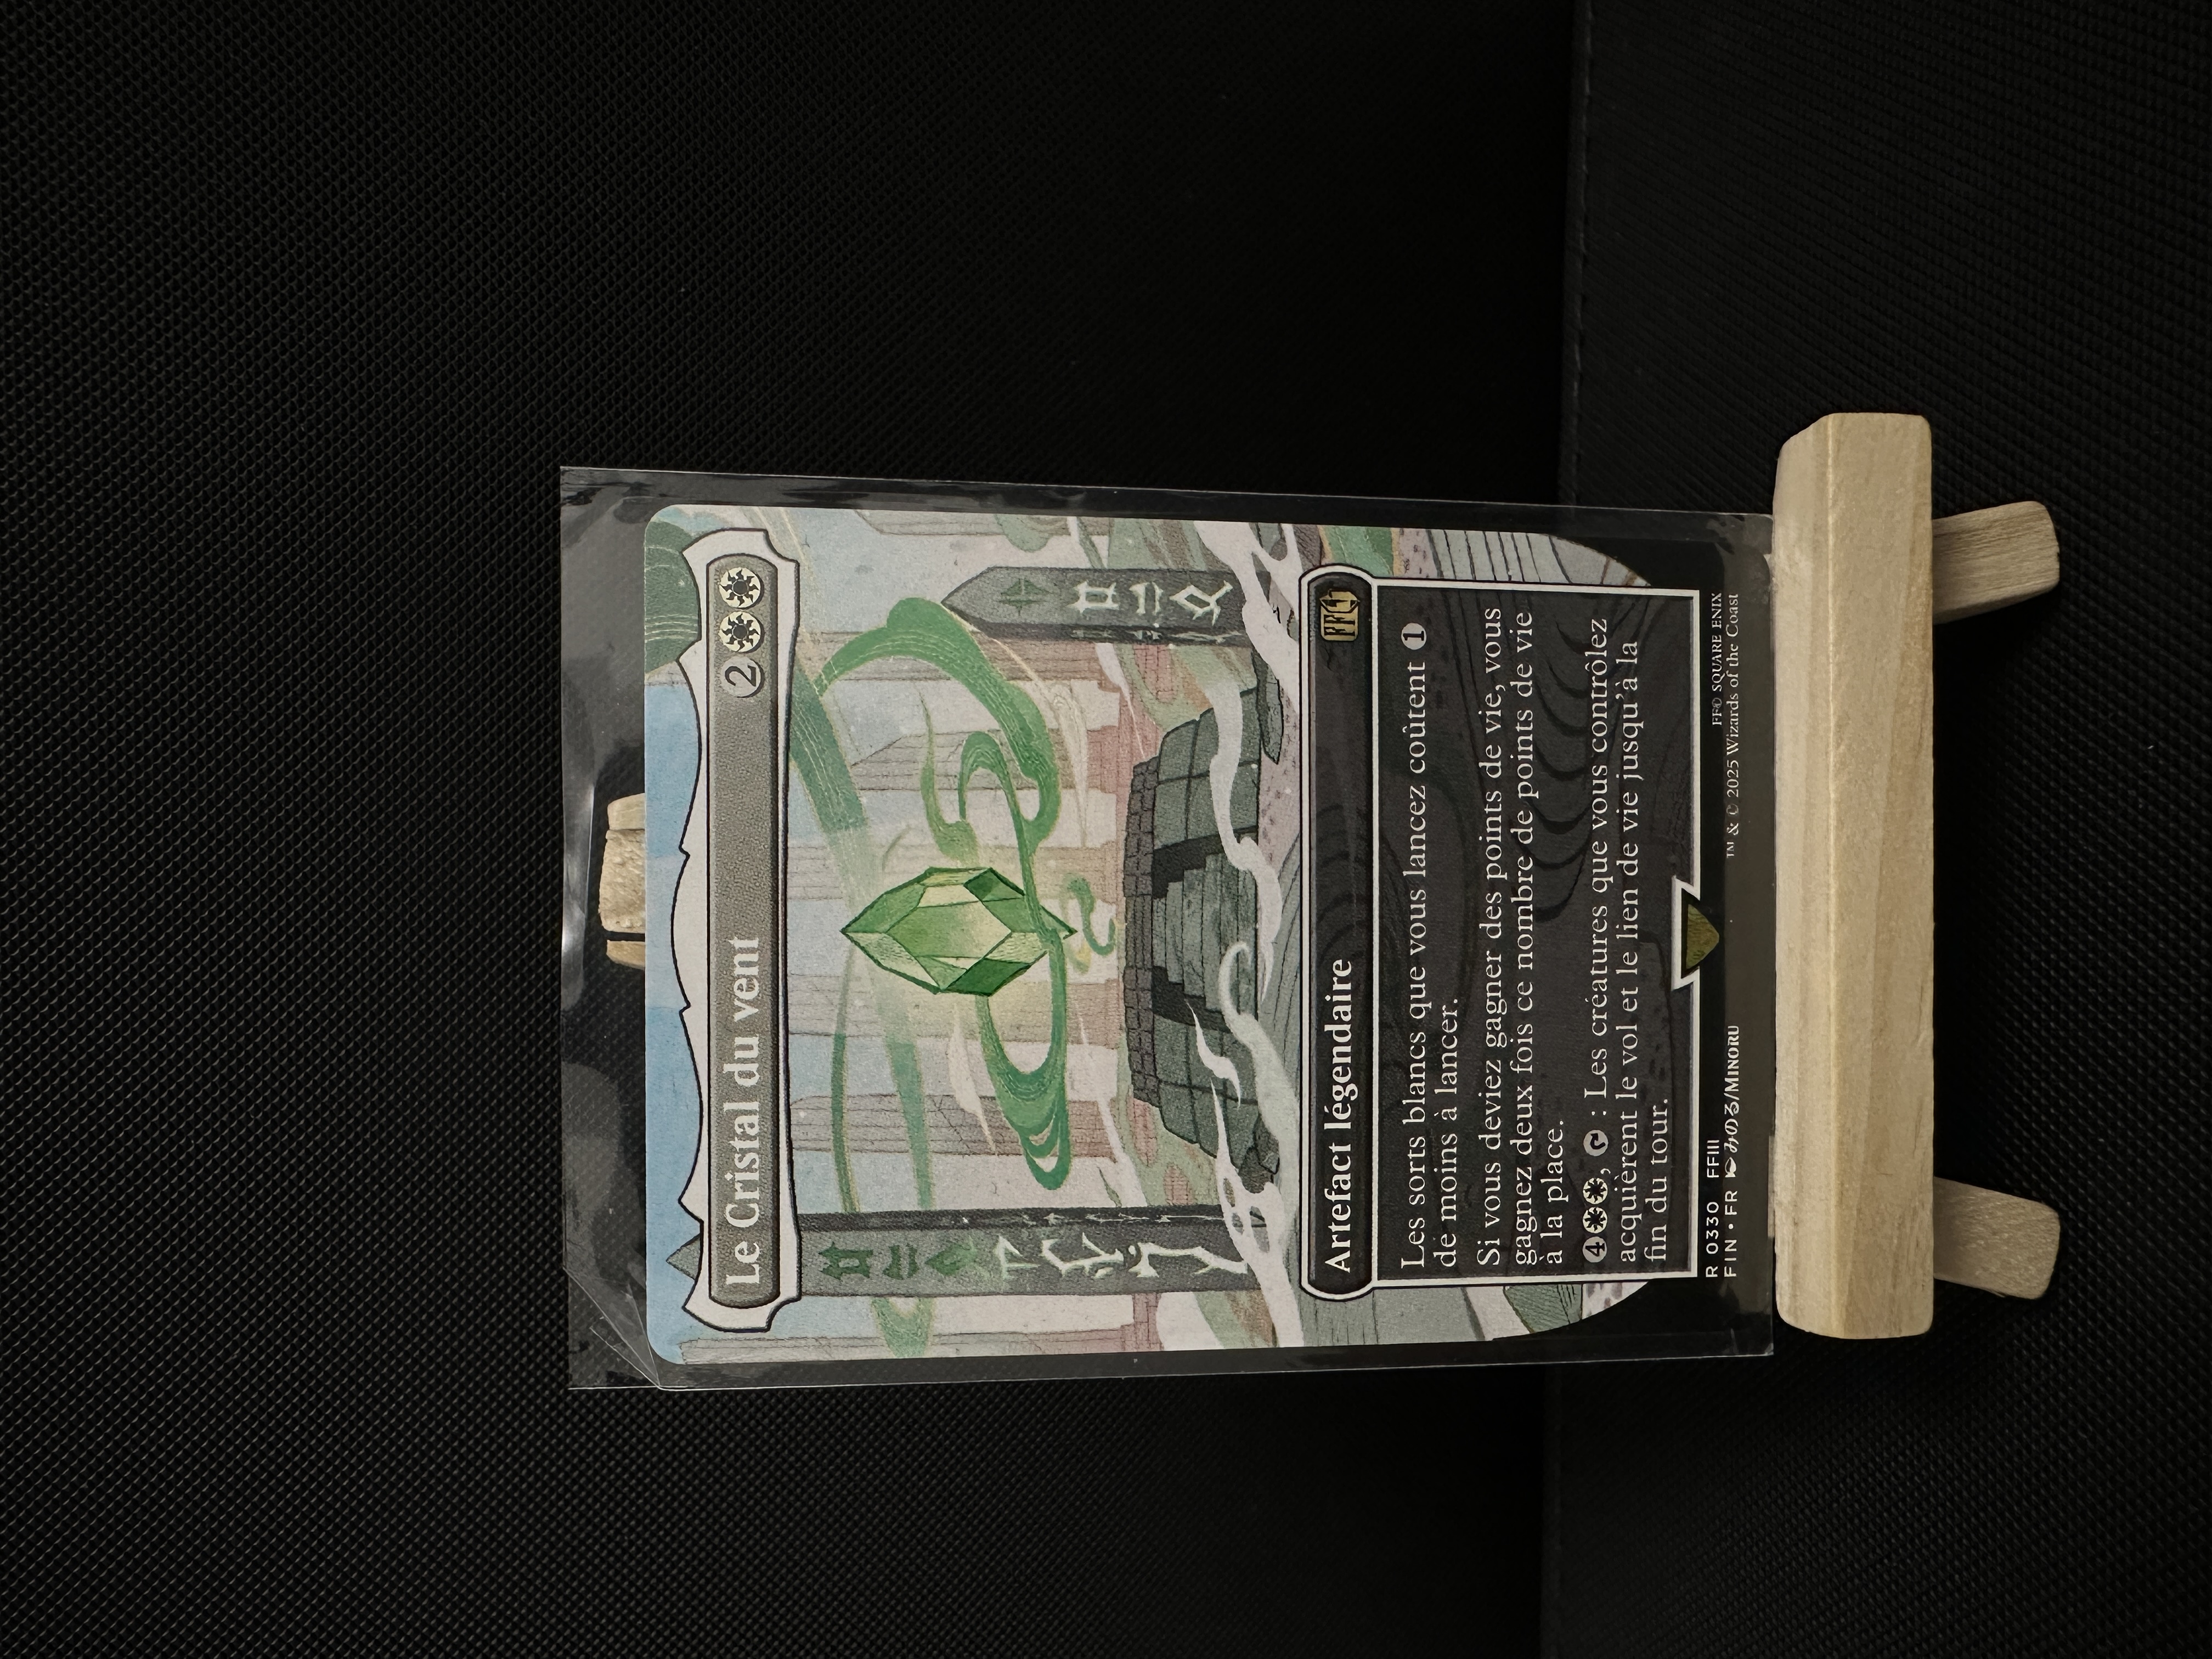 Le Cristal du vent 2
Artefact légendaire FF
Les sorts blancs que vous lancez coûtent 1
de moins à lancer.
Si vous deviez gagner des points de vie, vous
gagnez deux fois ce nombre de points de vie
à la place.
4, : Les créatures que vous contrôlez
acquièrent le vol et le lien de vie jusqu'à la
fin du tour.
R 0330 FFIII
FIN • FR みのる/MINORU
FF© SQUARE ENIX
™ & © 2025 Wizards of the Coast